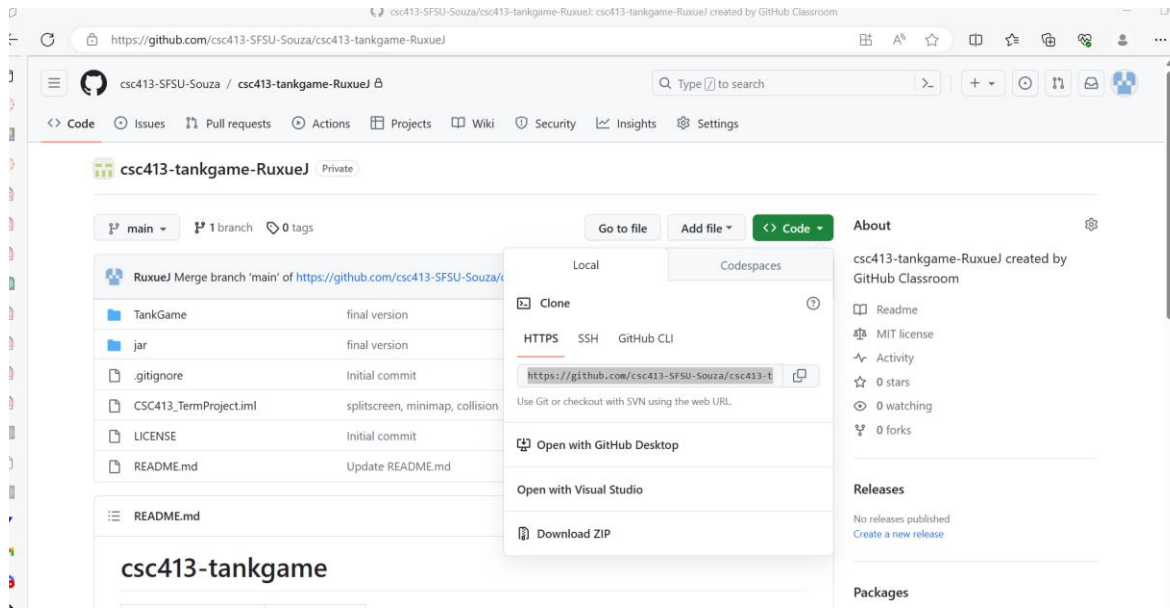 csc413-SFSU-Souza/csc413-tankgame-RuxueJ: csc413-tankgame-RuxueJ created by GitHub Classroom
https://github.com/csc413-SFSU-Souza/csc413-tankgame-RuxueJ
csc413-SFSU-Souza / csc413-tankgame-RuxueJ
Type / to search
Code Issues Pull requests Actions Projects Wiki Security Insights Settings
csc413-tankgame-RuxueJ Private
main 1 branch 0 tags Go to file Add file <> Code
RuxueJ Merge branch 'main' of https://github.com/csc413-SFSU-Souza/c
TankGame final version
jar final version
.gitignore Initial commit
CSC413_TermProject.iml splitscreen, minimap, collision
LICENSE Initial commit
README.md Update README.md
README.md
csc413-tankgame
Local Codespaces
Clone
HTTPS SSH GitHub CLI
https://github.com/csc413-SFSU-Souza/csc413-t
Use Git or checkout with SVN using the web URL.
Open with GitHub Desktop
Open with Visual Studio
Download ZIP
About
csc413-tankgame-RuxueJ created by
GitHub Classroom
Readme
MIT license
Activity
0 stars
0 watching
0 forks
Releases
No releases published
Create a new release
Packages